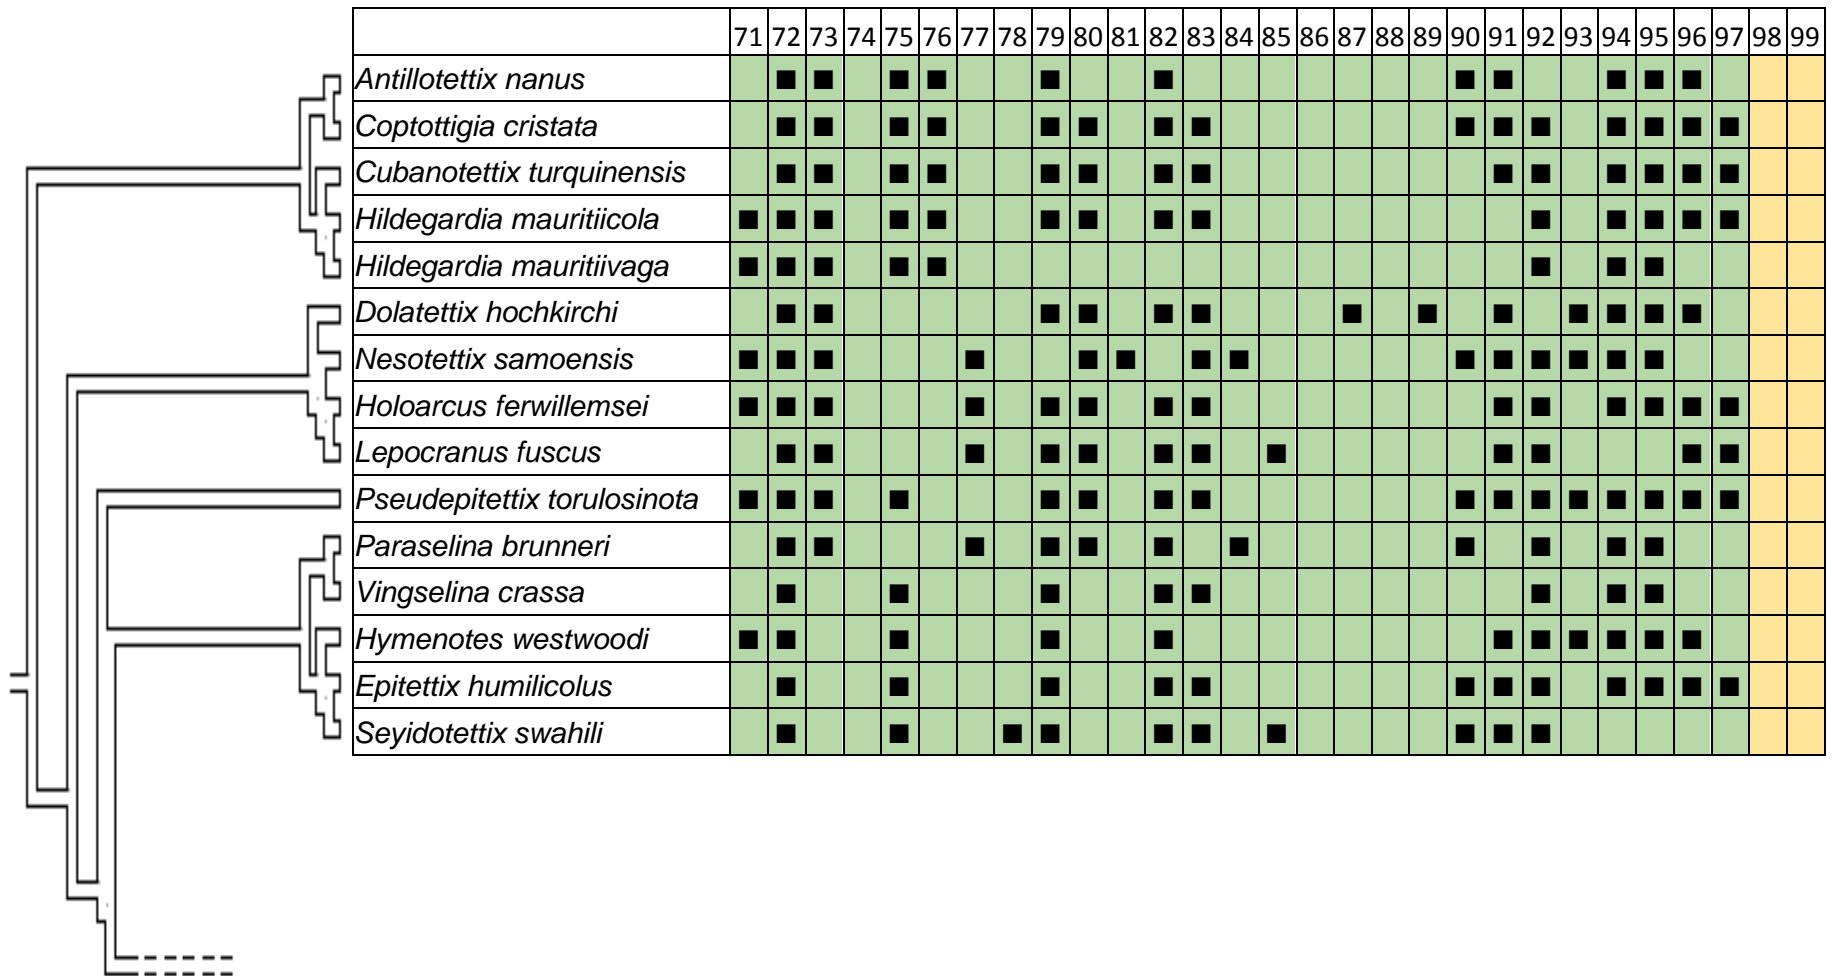 71 72 73 74 75 76 77 78 79 80 81 82 83 84 85 86 87 88 89 90 91 92 93 94 95 96 97 98 99
Antillotettix nanus ■ ■ ■ ■ ■ ■ ■ ■ ■ ■ ■
Coptottigia cristata ■ ■ ■ ■ ■ ■ ■ ■ ■ ■ ■ ■ ■ ■ ■
Cubanotettix turquinensis ■ ■ ■ ■ ■ ■ ■ ■ ■ ■ ■ ■ ■ ■
Hildegardia mauritiicola ■ ■ ■ ■ ■ ■ ■ ■ ■ ■ ■ ■ ■ ■
Hildegardia mauritiivaga ■ ■ ■ ■ ■ ■ ■ ■
Dolatettix hochkirchi ■ ■ ■ ■ ■ ■ ■ ■ ■ ■ ■ ■ ■
Nesotettix samoensis ■ ■ ■ ■ ■ ■ ■ ■ ■ ■ ■ ■ ■ ■
Holoarcus ferwillemsei ■ ■ ■ ■ ■ ■ ■ ■ ■ ■ ■ ■ ■ ■
Lepocranus fuscus ■ ■ ■ ■ ■ ■ ■ ■ ■ ■ ■ ■
Pseudepitettix torulosinota ■ ■ ■ ■ ■ ■ ■ ■ ■ ■ ■ ■ ■ ■ ■ ■
Paraselina brunneri ■ ■ ■ ■ ■ ■ ■ ■ ■ ■ ■
Vingselina crassa ■ ■ ■ ■ ■ ■ ■ ■
Hymenotes westwoodi ■ ■ ■ ■ ■ ■ ■ ■ ■ ■ ■
Epitettix humilicolus ■ ■ ■ ■ ■ ■ ■ ■ ■ ■ ■ ■
Seyidotettix swahili ■ ■ ■ ■ ■ ■ ■ ■ ■ ■